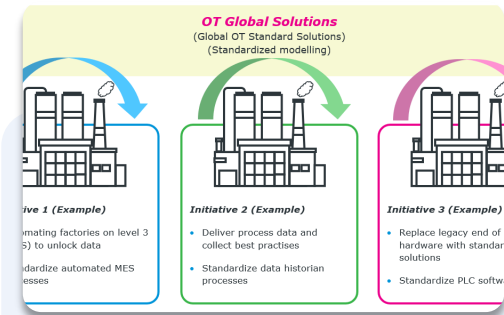 OT Global Solutions
(Global OT Standard Solutions)
(Standardized modelling)
ive 1 (Example)
omating factories on level 3
S) to unlock data
ndardize automated MES
esses
Initiative 2 (Example)
• Deliver process data and
collect best practises
• Standardize data historian
processes
Initiative 3 (Example)
• Replace legacy end of
hardware with standar
solutions
• Standardize PLC softwa